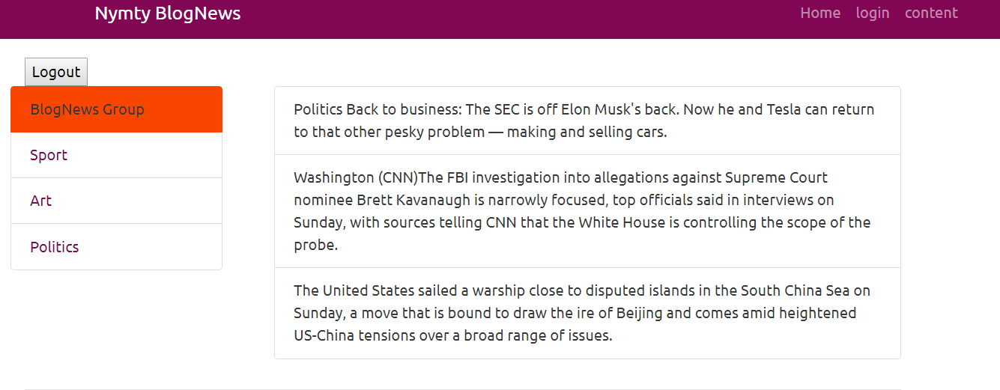 Nymty BlogNews
Home login content
Logout
BlogNews Group
Sport
Art
Politics
Politics Back to business: The SEC is off Elon Musk's back. Now he and Tesla can return
to that other pesky problem — making and selling cars.
Washington (CNN)The FBI investigation into allegations against Supreme Court
nominee Brett Kavanaugh is narrowly focused, top officials said in interviews on
Sunday, with sources telling CNN that the White House is controlling the scope of the
probe.
The United States sailed a warship close to disputed islands in the South China Sea on
Sunday, a move that is bound to draw the ire of Beijing and comes amid heightened
US-China tensions over a broad range of issues.